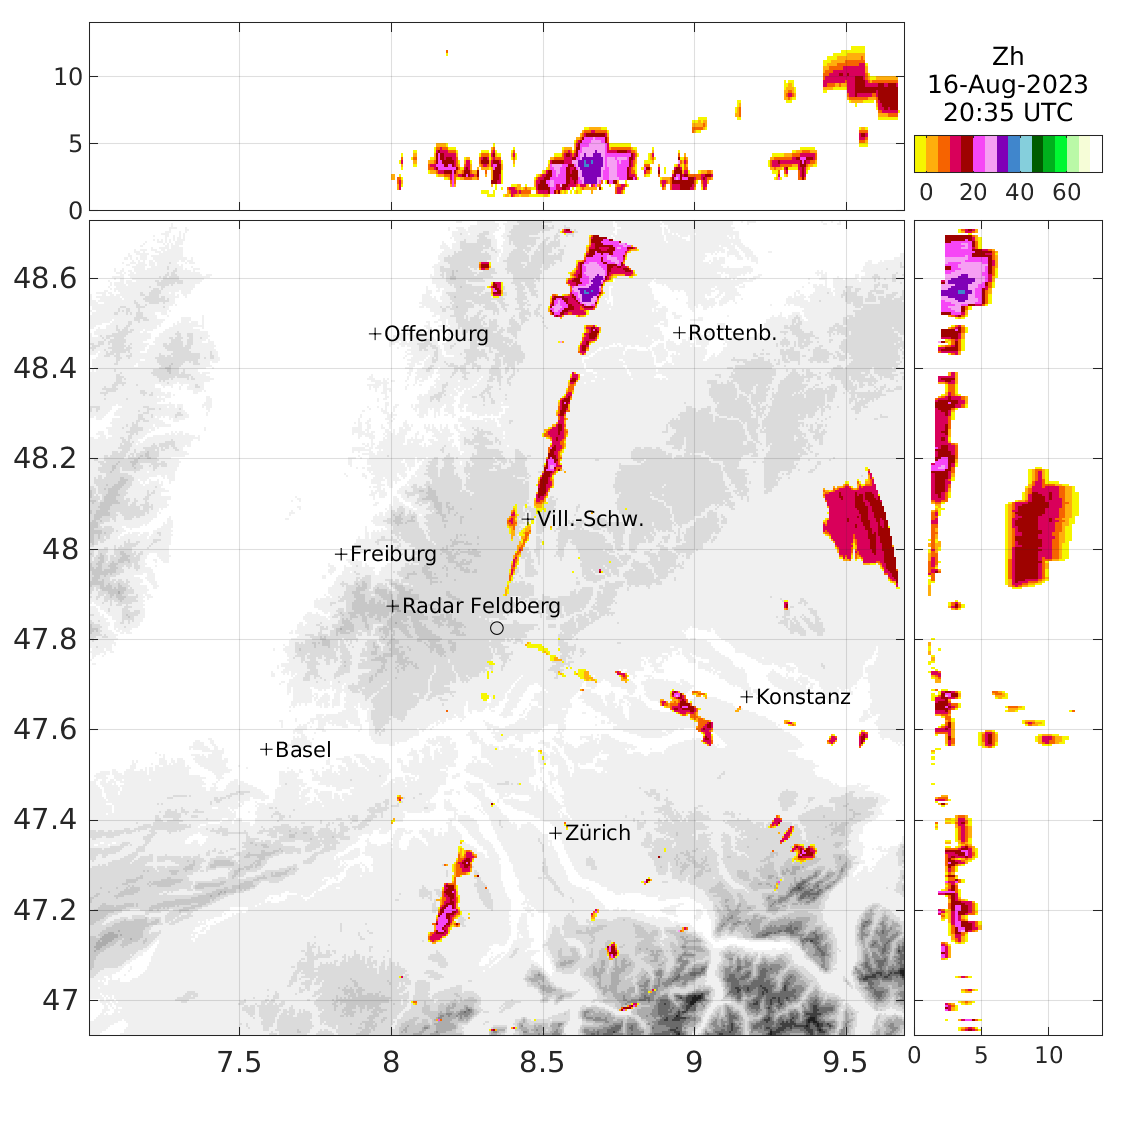 10
5
0
Zh
16-Aug-2023
20:35 UTC
0 20 40 60
48.6
48.4
48.2
48
47.8
47.6
47.4
47.2
47
+Offenburg
+Rottenb.
+Vill.-Schw.
+Freiburg
+Radar Feldberg
+Konstanz
+Basel
+Zürich
7.5 8 8.5 9 9.5
0 5 10